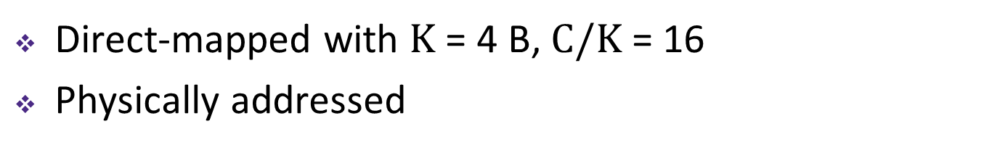 ❖ Direct-mapped with K = 4 B, C/K = 16
❖ Physically addressed